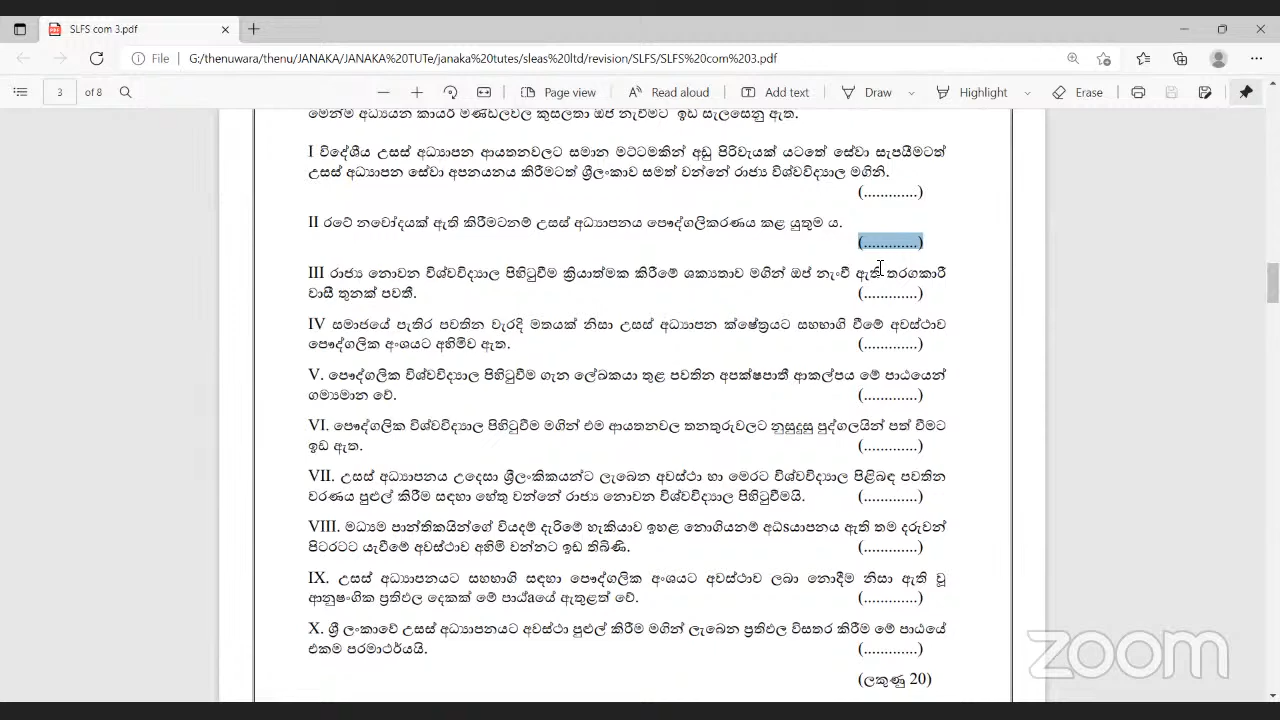 SLFS com 3.pdf
File G:/thenuwara/thenu/JANAKA/JANAKA%20TUTe/janaka%20tutes/sleas%20ltd/revision/SLFS/SLFS%20com%203.pdf
3 of 8 Page view Read aloud Add text Draw Highlight Erase
මෙන්ම අධ්‍යයන කාර්ය මණ්ඩලවල කුසලතා ඔප් නැංවීමට ඉඩ සැලසෙනු ඇත.
I විදේශීය උසස් අධ්‍යාපන ආයතනවලට සමාන මට්ටමකින් අඩු පිරිවැයක් යටතේ සේවා සැපයීමටත්
උසස් අධ්‍යාපන සේවා අපනයනය කිරීමටත් ශ්‍රීලංකාව සමත් වන්නේ රාජ්‍ය විශ්වවිද්‍යාල මගිනි.
(.............)
II රටේ නවෝදයක් ඇති කිරීමටනම් උසස් අධ්‍යාපනය පෞද්ගලිකරණය කළ යුතුම ය.
(.............)
III රාජ්‍ය නොවන විශ්වවිද්‍යාල පිහිටුවීම ක්‍රියාත්මක කිරීමේ ශක්‍යතාව මගින් ඔප් නැංවී ඇති තරගකාරී
වාසී තුනක් පවතී. (.............)
IV සමාජයේ පැතිර පවතින වැරදි මතයක් නිසා උසස් අධ්‍යාපන ක්ෂේත්‍රයට සහභාගි වීමේ අවස්ථාව
පෞද්ගලික අංශයට අහිමිව ඇත. (.............)
V. පෞද්ගලික විශ්වවිද්‍යාල පිහිටුවීම ගැන ලේඛකයා තුළ පවතින අපක්ෂපාතී ආකල්පය මේ පාඨයෙන්
ගම්‍යමාන වේ. (.............)
VI. පෞද්ගලික විශ්වවිද්‍යාල පිහිටුවීම මගින් එම ආයතනවල තනතුරුවලට නුසුදුසු පුද්ගලයින් පත් වීමට
ඉඩ ඇත. (.............)
VII. උසස් අධ්‍යාපනය උදෙසා ශ්‍රීලංකිකයන්ට ලැබෙන අවස්ථා හා මෙරට විශ්වවිද්‍යාල පිළිබඳ පවතින
වරණය පුළුල් කිරීම සඳහා හේතු වන්නේ රාජ්‍ය නොවන විශ්වවිද්‍යාල පිහිටුවීමයි. (.............)
VIII. මධ්‍යම පාන්තිකයින්ගේ වියදම් දැරිමේ හැකියාව ඉහළ නොගියනම් අධ්sයාපනය ඇති තම දරුවන්
පිටරටට යැවීමේ අවස්ථාව අහිමි වන්නට ඉඩ තිබිණි. (.............)
IX. උසස් අධ්‍යාපනයට සහභාගි සඳහා පෞද්ගලික අංශයට අවස්ථාව ලබා නොදීම නිසා ඇති වූ
ආනුෂංගික ප්‍රතිඵල දෙකක් මේ පාඨ්aයේ ඇතුළත් වේ. (.............)
X. ශ්‍රී ලංකාවේ උසස් අධ්‍යාපනයට අවස්ථා පුළුල් කිරීම මගින් ලැබෙන ප්‍රතිඵල විසතර කිරීම මේ පාඨයේ
එකම පරමාර්ථයයි. (.............)
(ලකුණු 20)
zoom